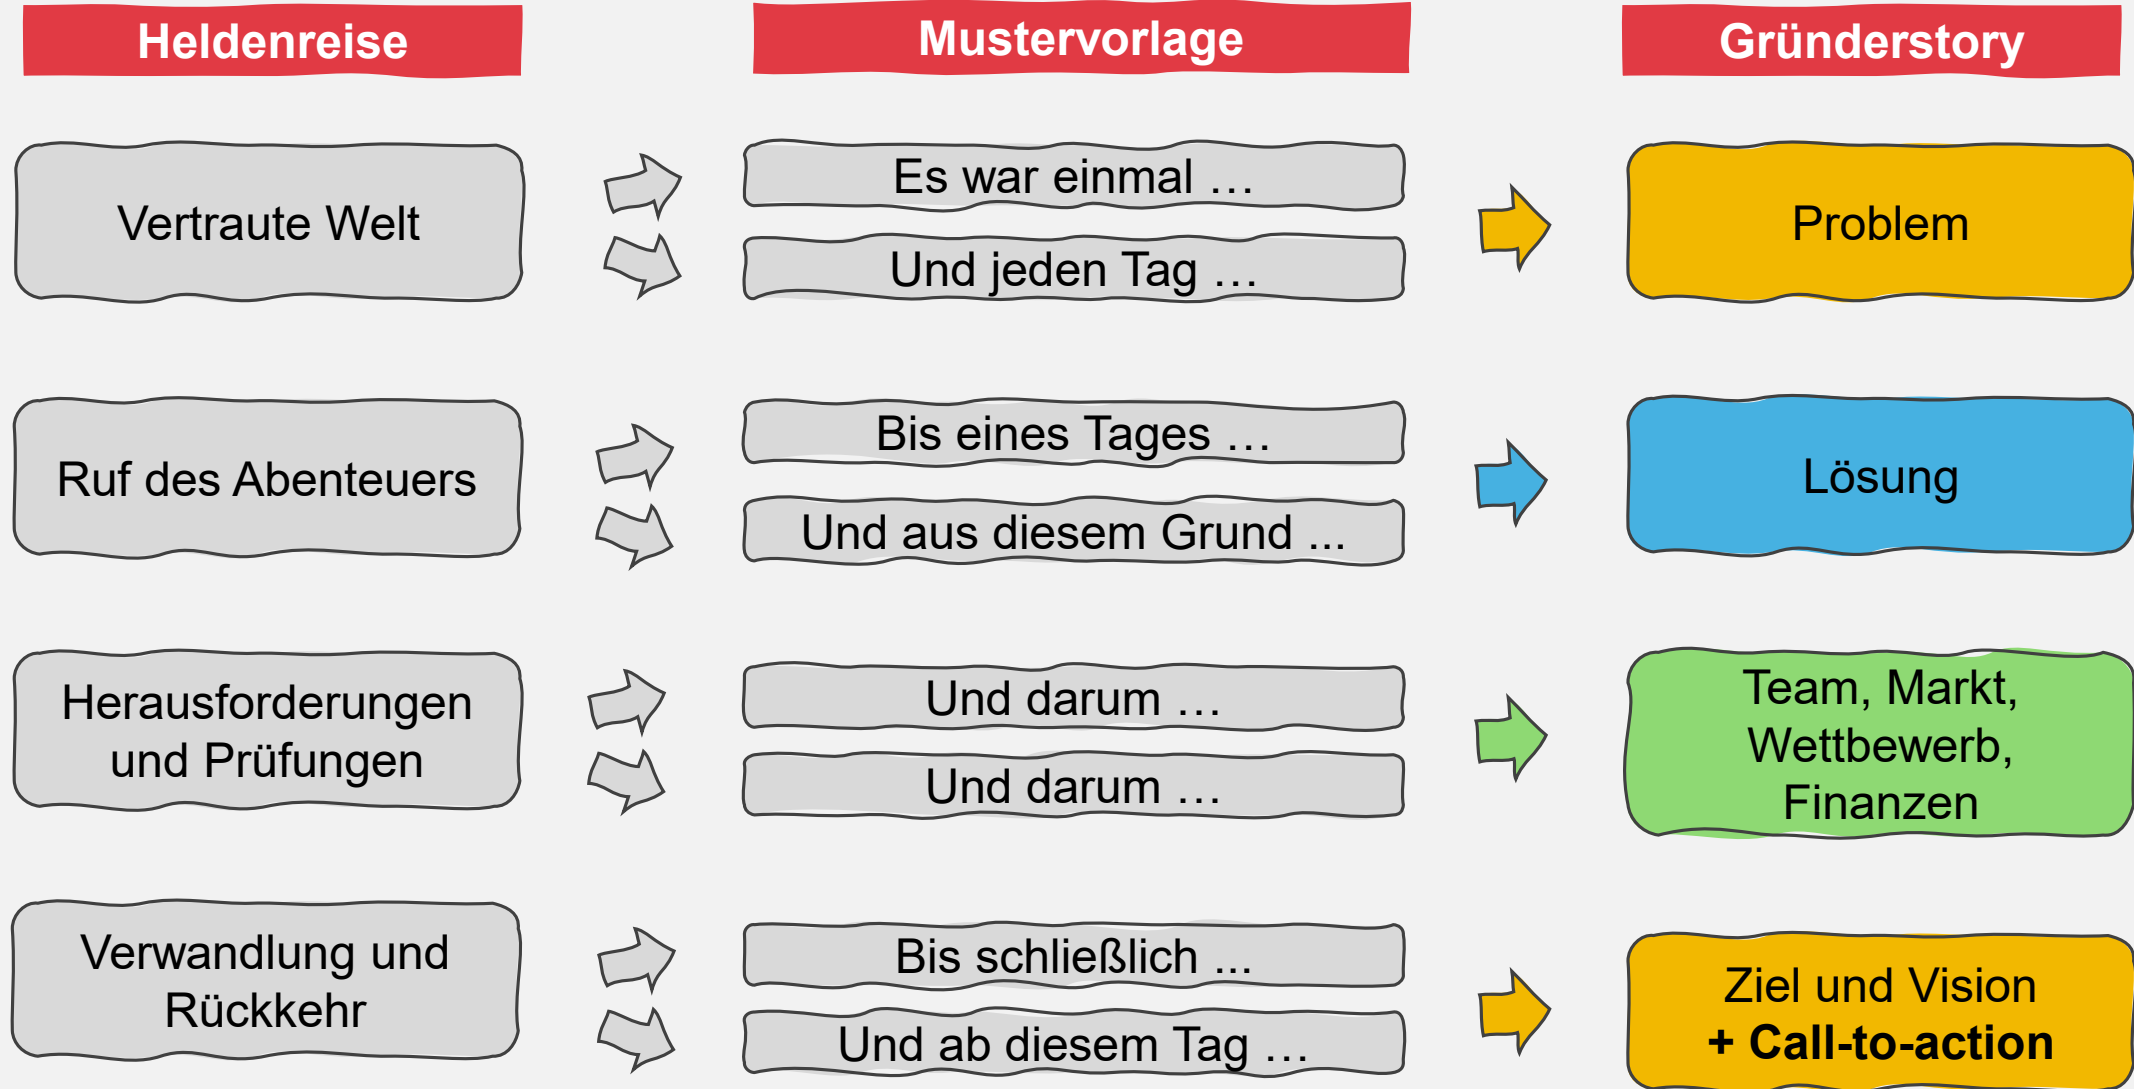 Heldenreise
Mustervorlage
Gründerstory
Vertraute Welt
Es war einmal …
Und jeden Tag …
Problem
Ruf des Abenteuers
Bis eines Tages …
Und aus diesem Grund ...
Lösung
Herausforderungen
und Prüfungen
Und darum …
Und darum …
Team, Markt,
Wettbewerb,
Finanzen
Verwandlung und
Rückkehr
Bis schließlich ...
Und ab diesem Tag …
Ziel und Vision
+ Call-to-action